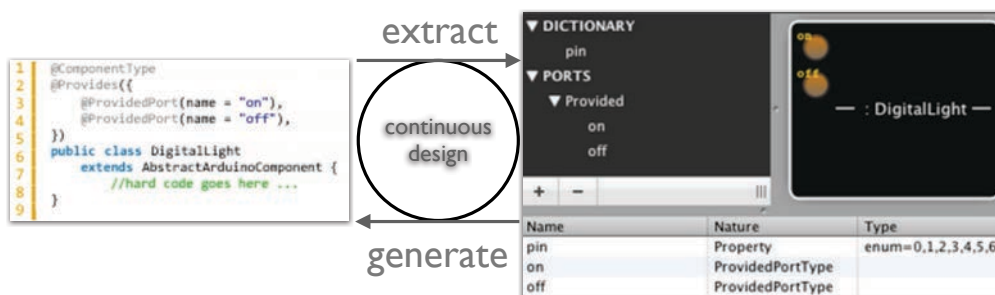 extract
1 @ComponentType
2 @Provides({
3 @ProvidedPort(name = "on"),
4 @ProvidedPort(name = "off"),
5 })
6 public class DigitalLight
7 extends AbstractArduinoComponent {
8 //hard code goes here ...
9 }
continuous
design
generate
▼ DICTIONARY
pin
▼ PORTS
▼ Provided
on
off
+ −
on
off
— : DigitalLight —
Name Nature Type
pin Property enum=0,1,2,3,4,5,6
on ProvidedPortType
off ProvidedPortType